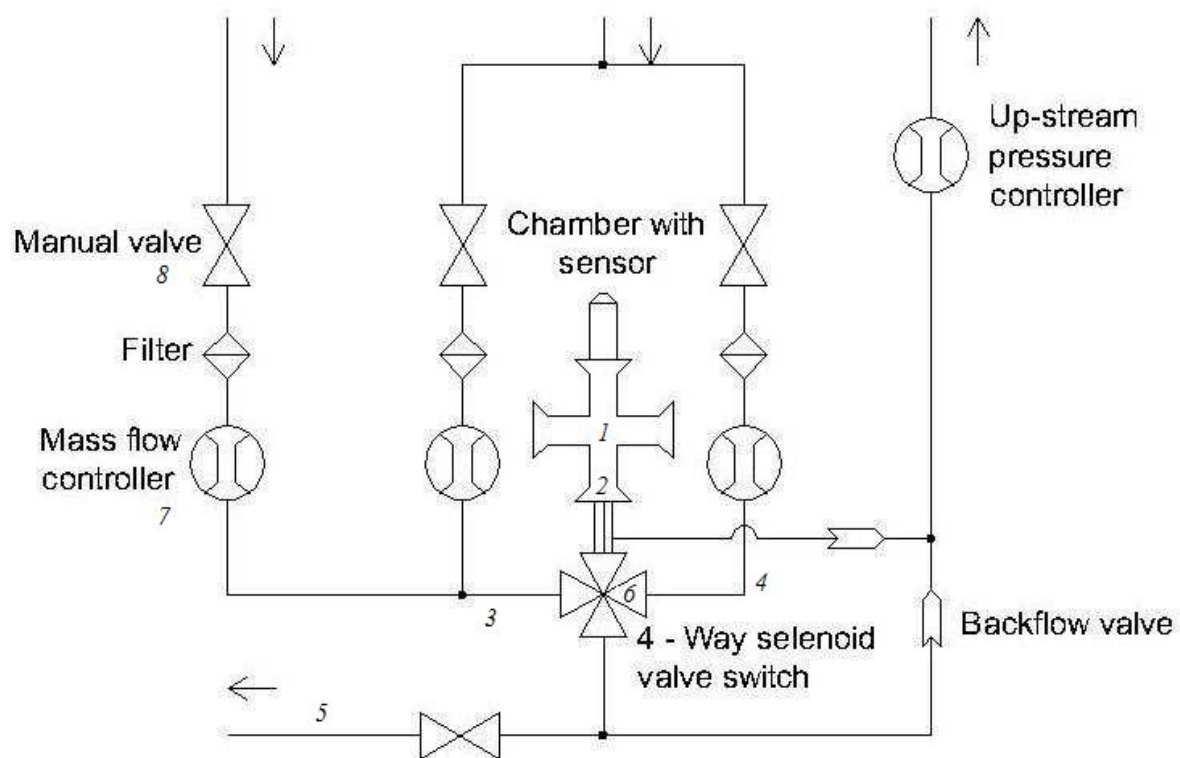 Up-stream
pressure
controller
Chamber with
sensor
Manual valve
8
Filter
1
Mass flow
controller
7
2
4
6
3
Backflow valve
4 - Way selenoid
valve switch
5